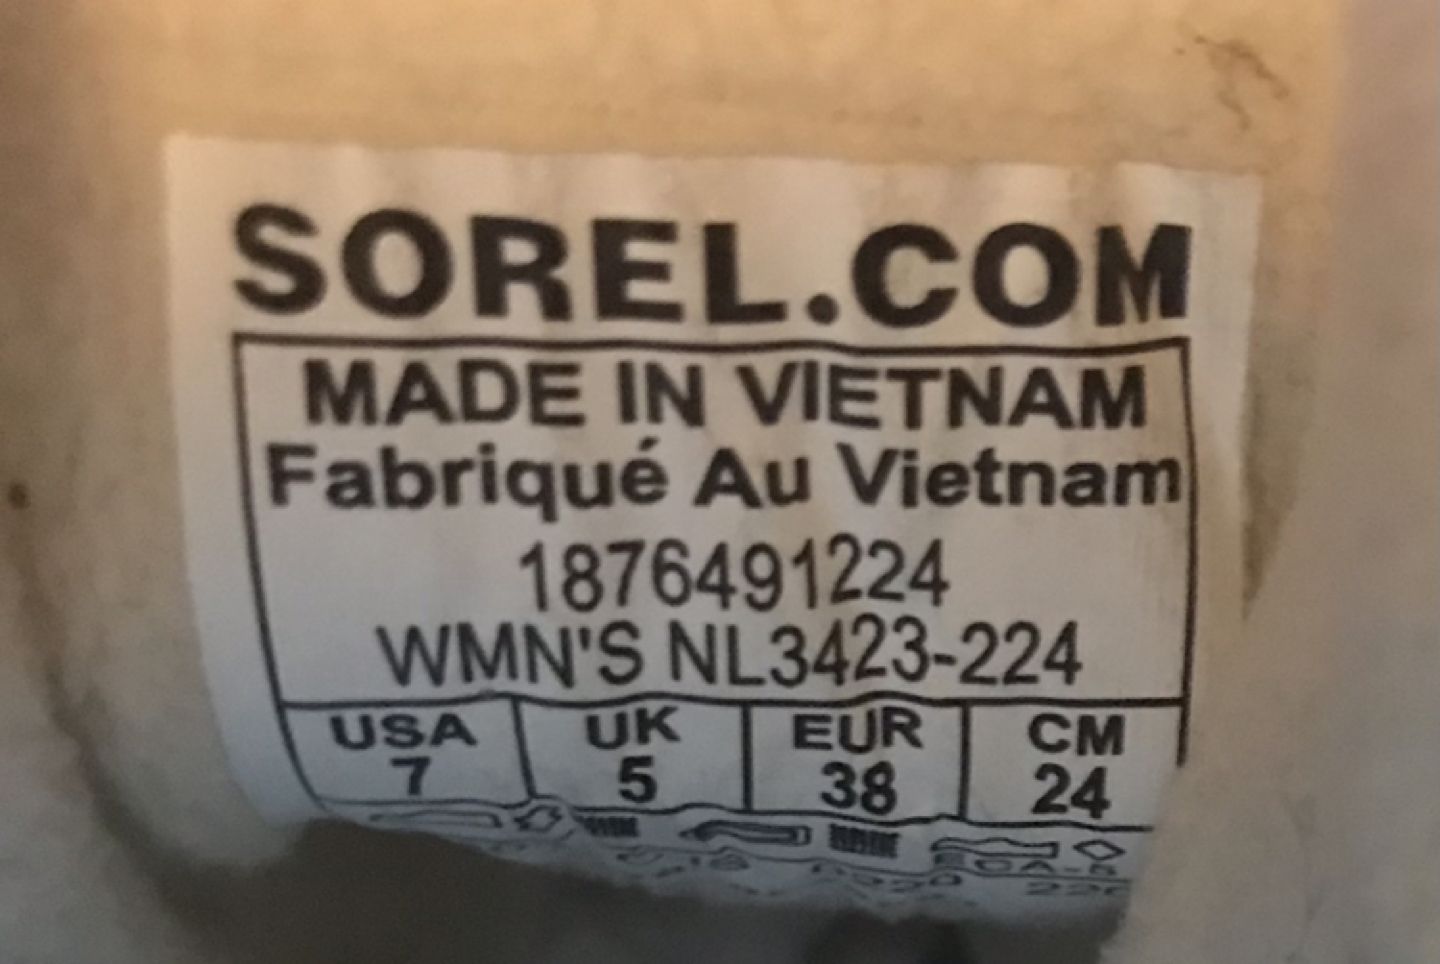 SOREL.COM
MADE IN VIETNAM
Fabriqué Au Vietnam
1876491224
WMN'S NL3423-224
USA UK EUR CM
7 5 38 24